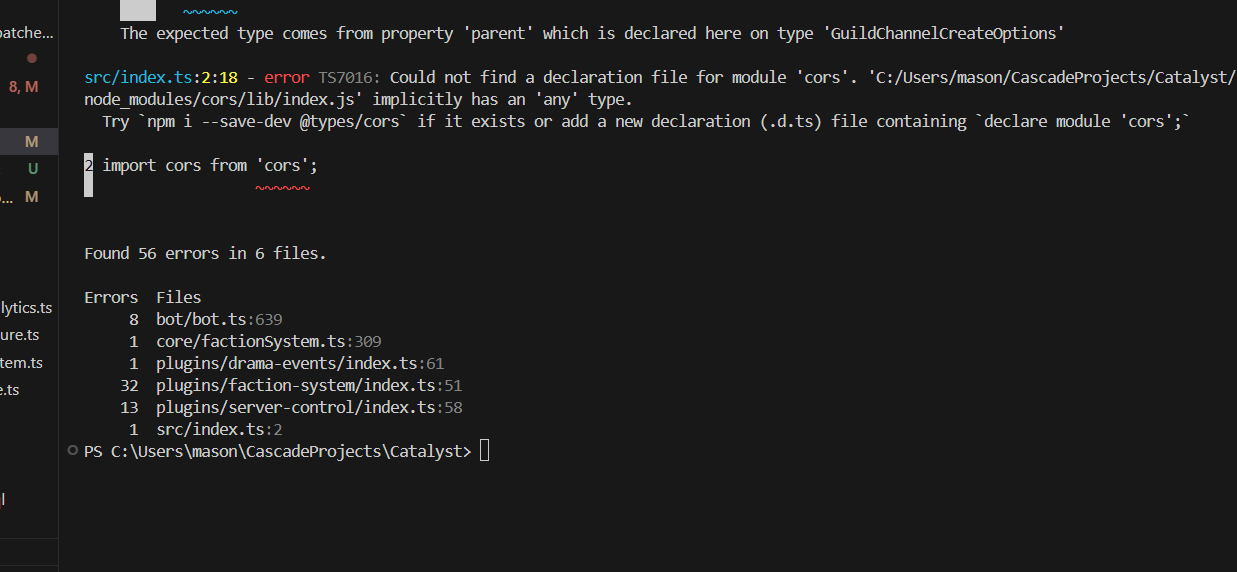 The expected type comes from property 'parent' which is declared here on type 'GuildChannelCreateOptions'
patche...
8, M
M
U
... M
lytics.ts
ure.ts
tem.ts
e.ts
src/index.ts:2:18 - error TS7016: Could not find a declaration file for module 'cors'. 'C:/Users/mason/CascadeProjects/Catalyst/
node_modules/cors/lib/index.js' implicitly has an 'any' type.
Try `npm i --save-dev @types/cors` if it exists or add a new declaration (.d.ts) file containing `declare module 'cors';`
2 import cors from 'cors';
Found 56 errors in 6 files.
Errors Files
8 bot/bot.ts:639
1 core/factionSystem.ts:309
1 plugins/drama-events/index.ts:61
32 plugins/faction-system/index.ts:51
13 plugins/server-control/index.ts:58
1 src/index.ts:2
PS C:\Users\mason\CascadeProjects\Catalyst>